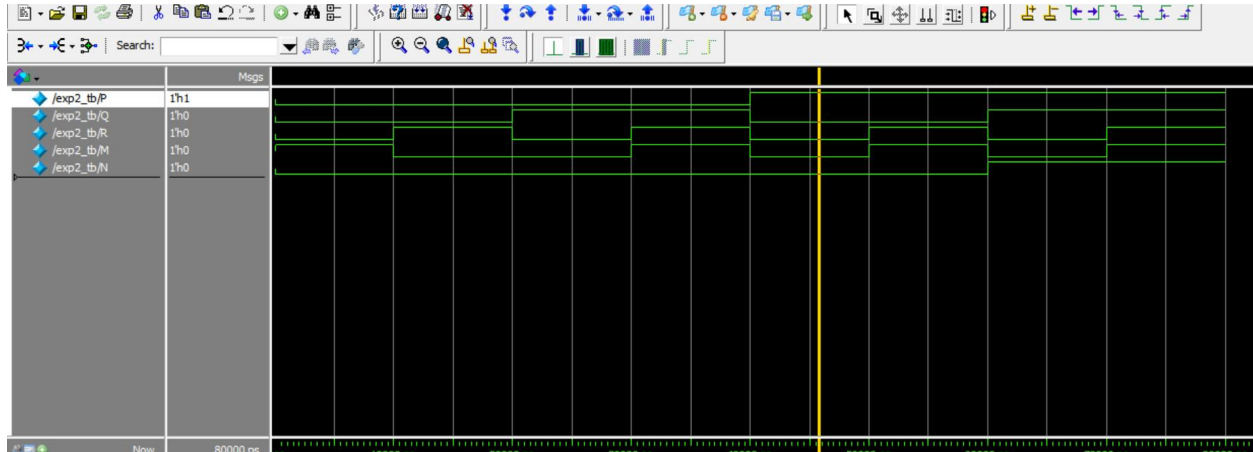 Search:
Msgs
/exp2_tb/P 1'h1
/exp2_tb/Q 1'h0
/exp2_tb/R 1'h0
/exp2_tb/M 1'h0
/exp2_tb/N 1'h0
Now 80000 ps